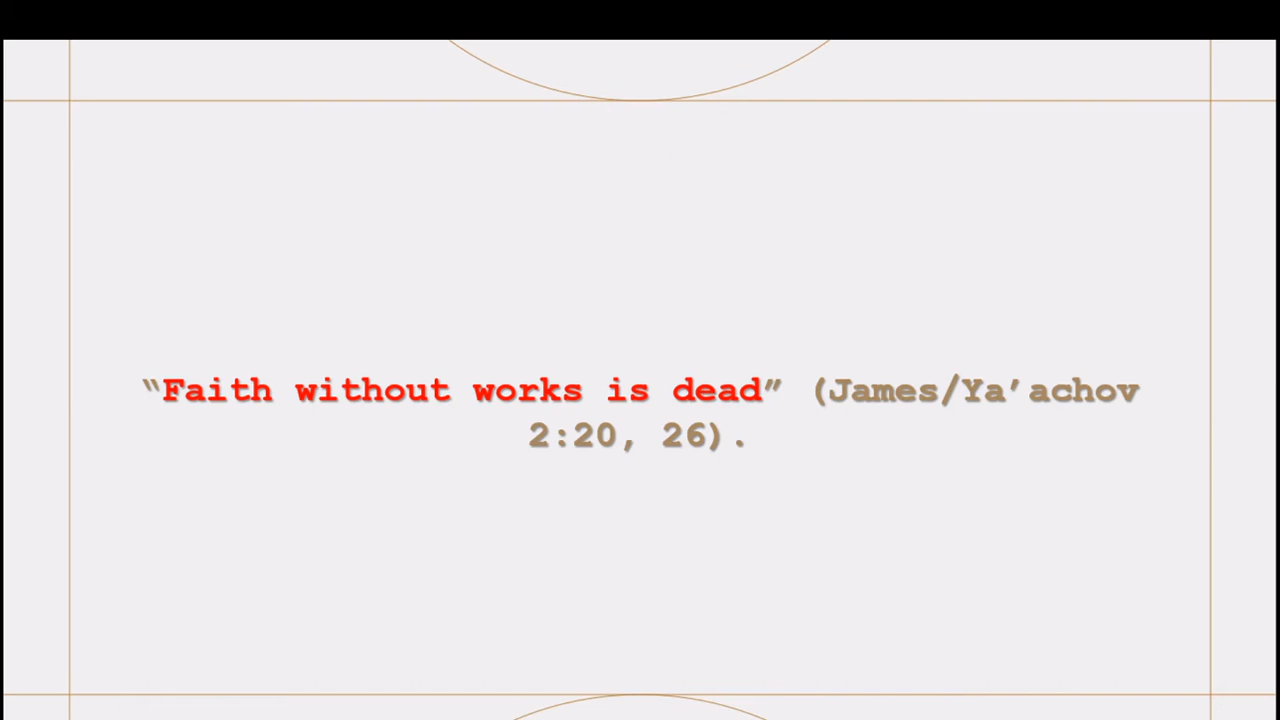 “Faith without works is dead” (James/Ya’achov
2:20, 26).